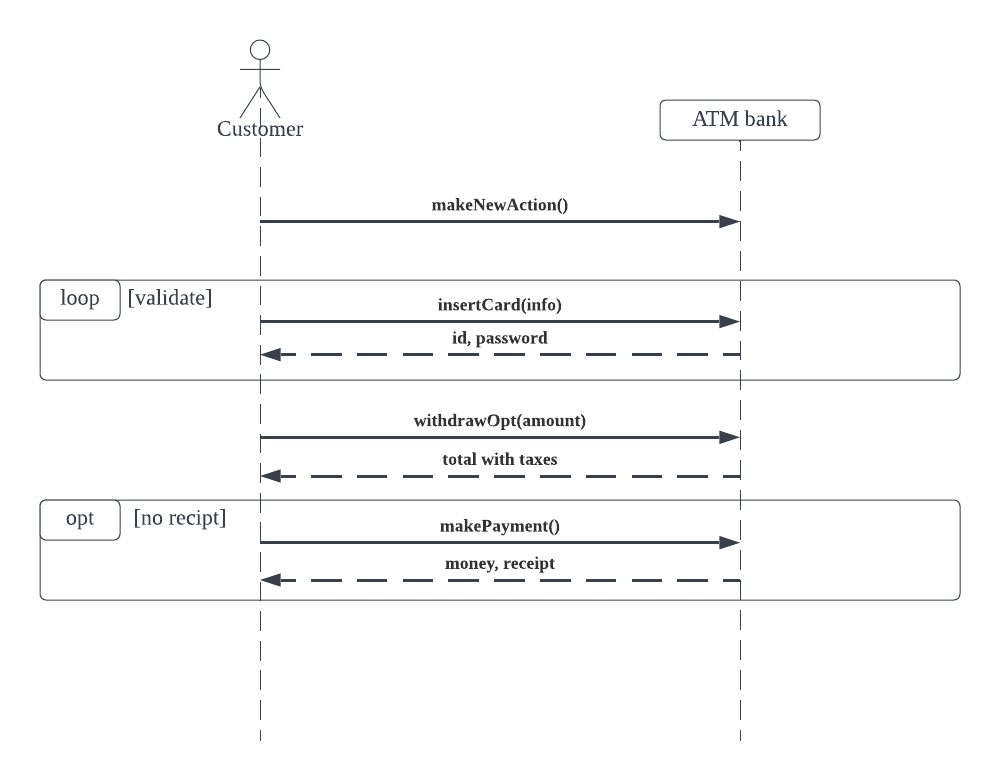 Customer
ATM bank
makeNewAction()
loop [validate]
insertCard(info)
id, password
withdrawOpt(amount)
total with taxes
opt [no recipt]
makePayment()
money, receipt